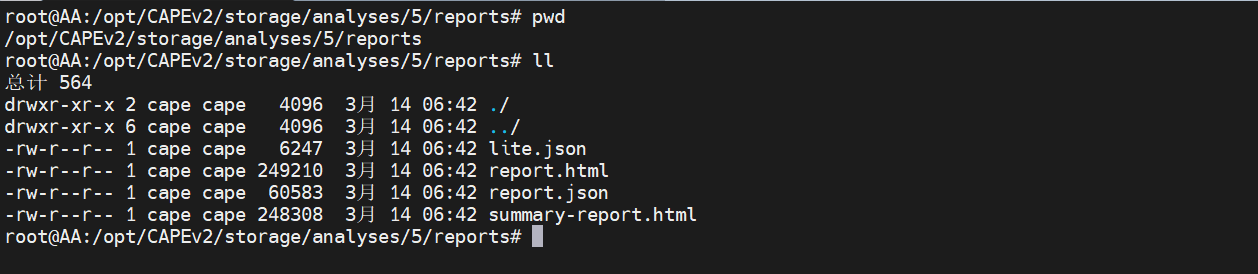 root@AA:/opt/CAPEv2/storage/analyses/5/reports# pwd
/opt/CAPEv2/storage/analyses/5/reports
root@AA:/opt/CAPEv2/storage/analyses/5/reports# ll
总计 564
drwxr-xr-x 2 cape cape   4096  3月 14 06:42 ./
drwxr-xr-x 6 cape cape   4096  3月 14 06:42 ../
-rw-r--r-- 1 cape cape   6247  3月 14 06:42 lite.json
-rw-r--r-- 1 cape cape 249210  3月 14 06:42 report.html
-rw-r--r-- 1 cape cape  60583  3月 14 06:42 report.json
-rw-r--r-- 1 cape cape 248308  3月 14 06:42 summary-report.html
root@AA:/opt/CAPEv2/storage/analyses/5/reports#